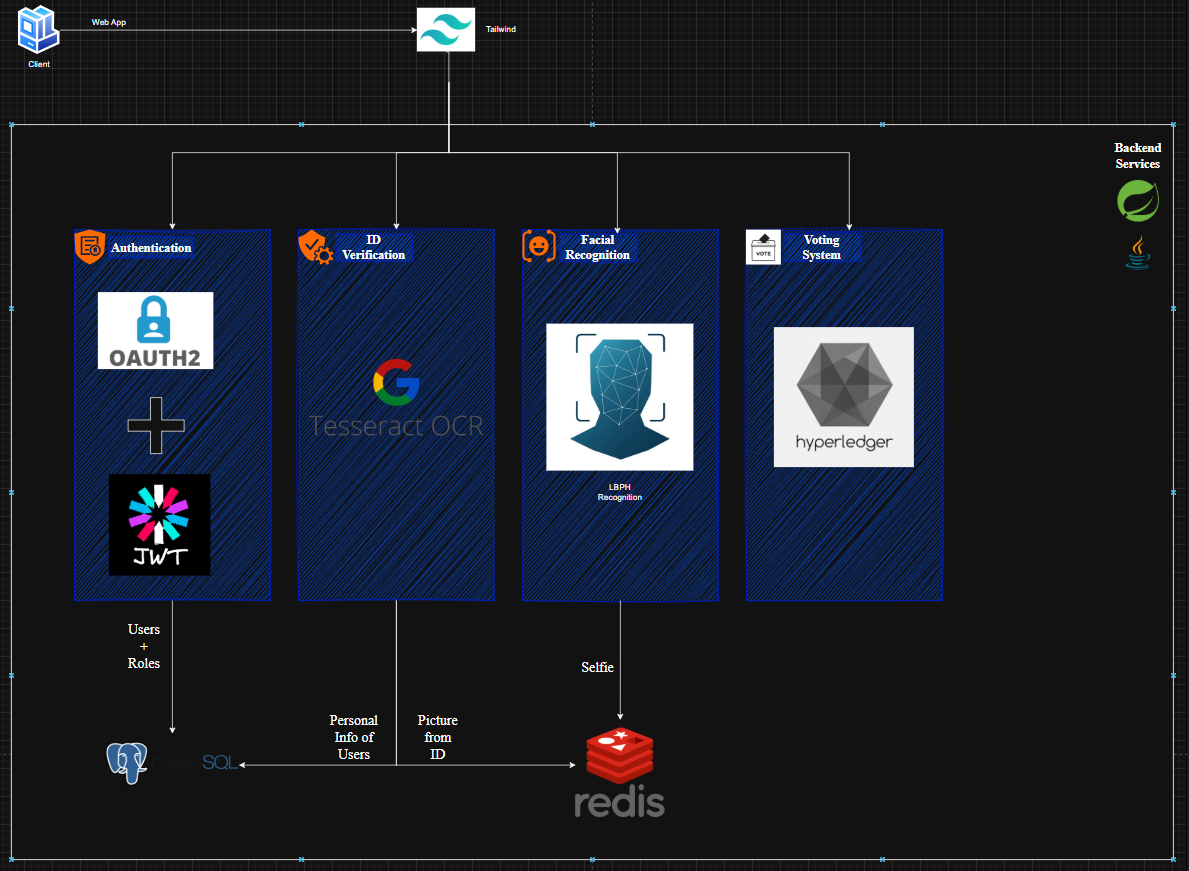 Web App
Tailwind
Client
Backend
Services
Authentication
ID
Verification
Facial
Recognition
VOTE
Voting
System
OAUTH2
Tesseract OCR
hyperledger
LBPH
Recognition
JWT
Users
+
Roles
Selfie
Personal
Info of
Users
Picture
from
ID
PostgreSQL
redis